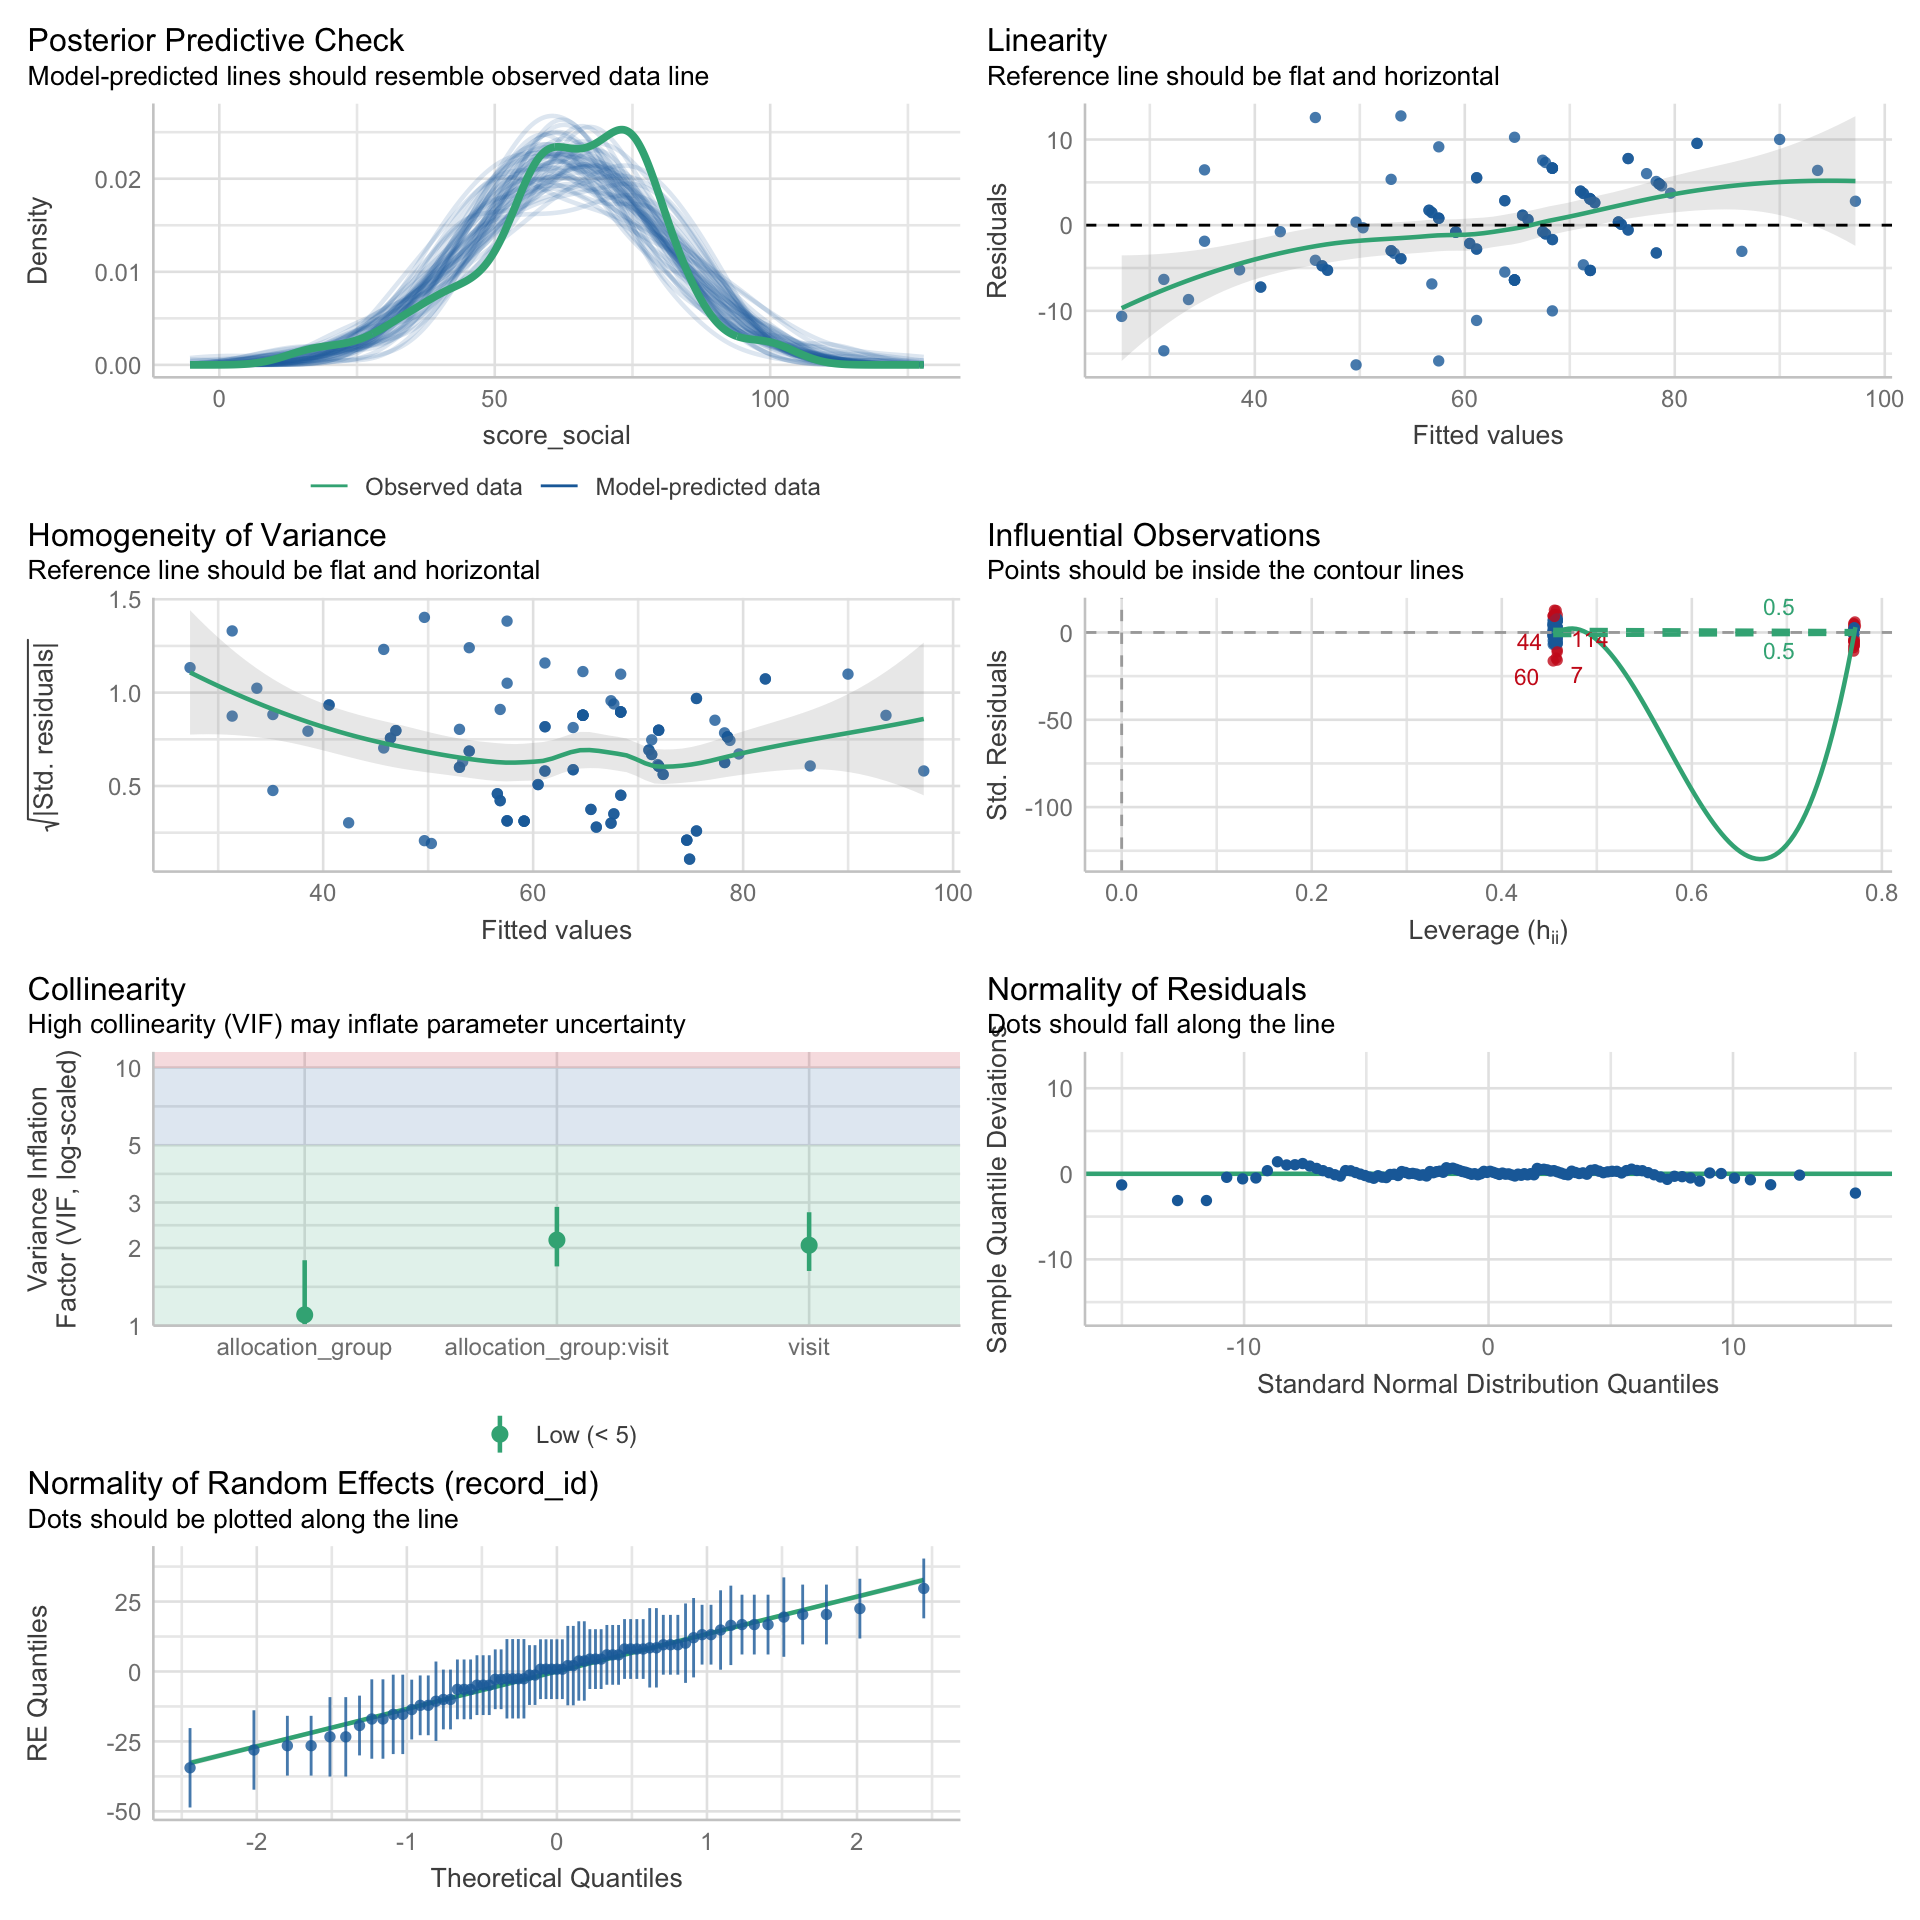 Posterior Predictive Check
Model-predicted lines should resemble observed data line
Density
0.02
0.01
0.00
0
50
100
score_social
Observed data
Model-predicted data
Linearity
Reference line should be flat and horizontal
Residuals
10
0
-10
40
60
80
100
Fitted values
Homogeneity of Variance
Reference line should be flat and horizontal
√|Std. residuals|
1.5
1.0
0.5
40
60
80
100
Fitted values
Influential Observations
Points should be inside the contour lines
Std. Residuals
0
-50
-100
44
114
60
7
0.5
0.5
0.0
0.2
0.4
0.6
0.8
Leverage (hii)
Collinearity
High collinearity (VIF) may inflate parameter uncertainty
Variance Inflation
Factor (VIF, log-scaled)
10
5
3
2
1
allocation_group
allocation_group:visit
visit
Low (< 5)
Normality of Residuals
Dots should fall along the line
Sample Quantile Deviations
10
0
-10
-10
0
10
Standard Normal Distribution Quantiles
Normality of Random Effects (record_id)
Dots should be plotted along the line
RE Quantiles
25
0
-25
-50
-2
-1
0
1
2
Theoretical Quantiles